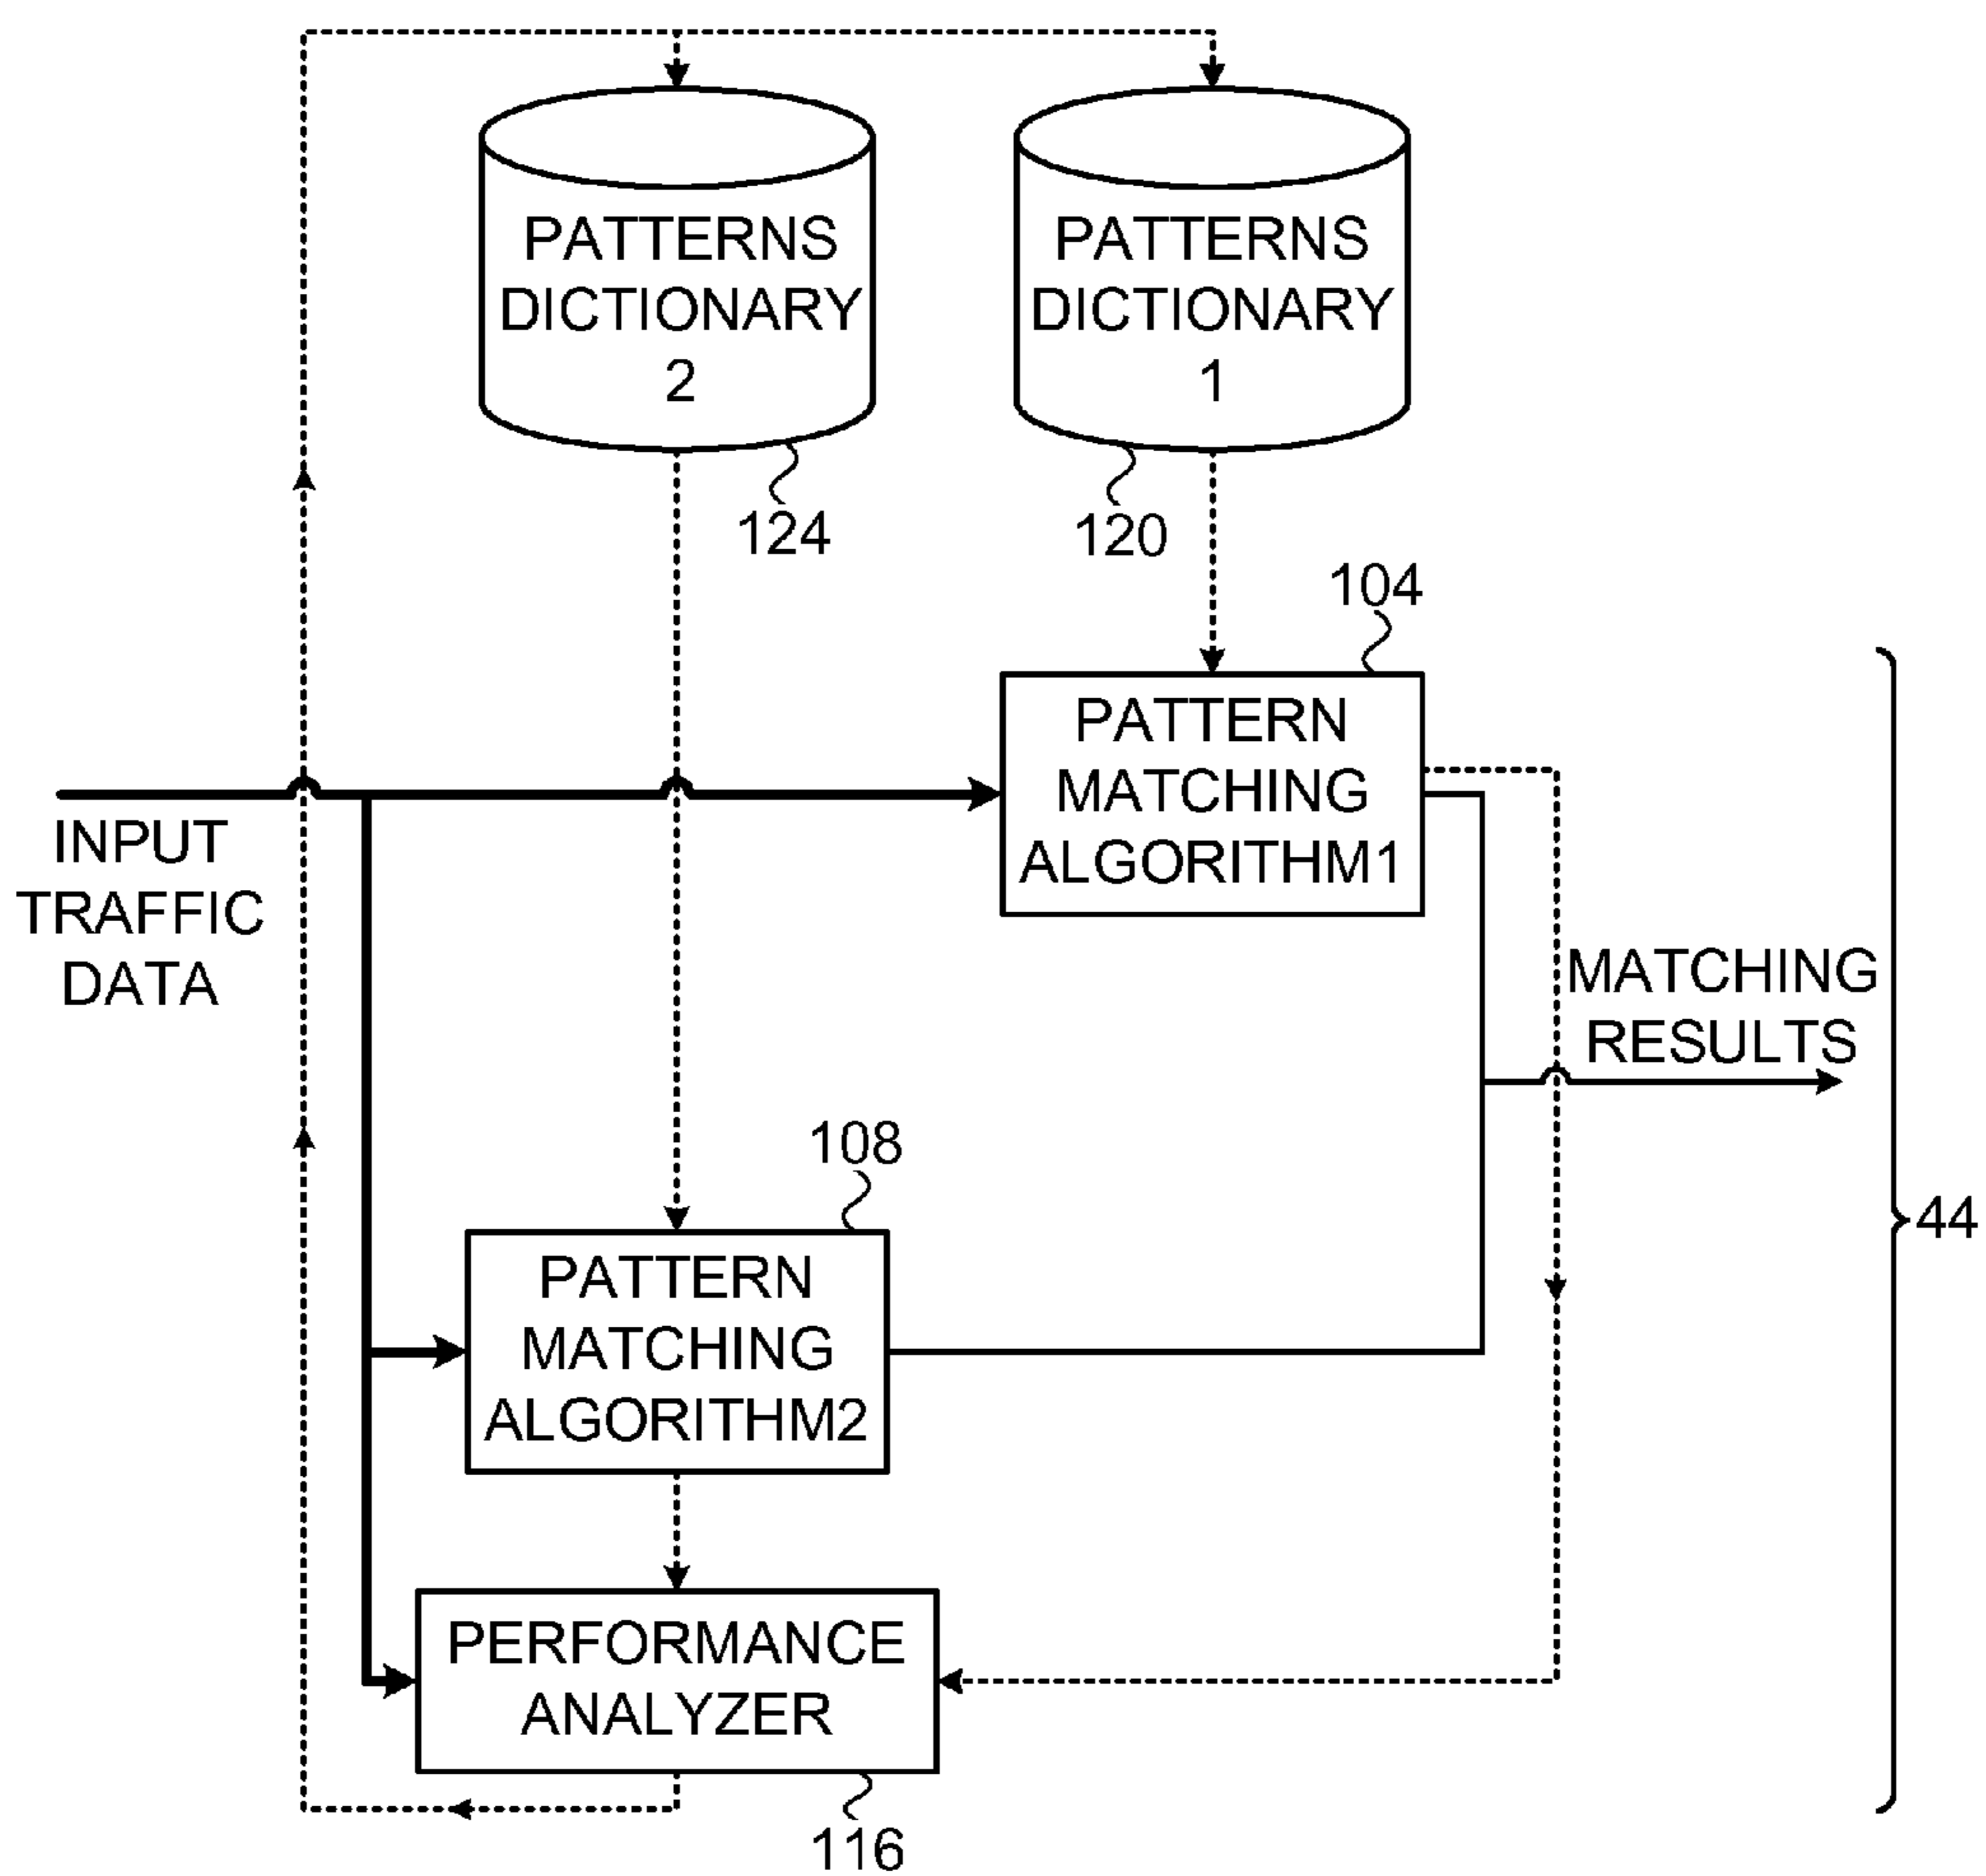 PATTERNS
DICTIONARY
2
PATTERNS
DICTIONARY
1
124
120
104
PATTERN
MATCHING
ALGORITHM1
INPUT
TRAFFIC
DATA
MATCHING
RESULTS
108
44
PATTERN
MATCHING
ALGORITHM2
PERFORMANCE
ANALYZER
116